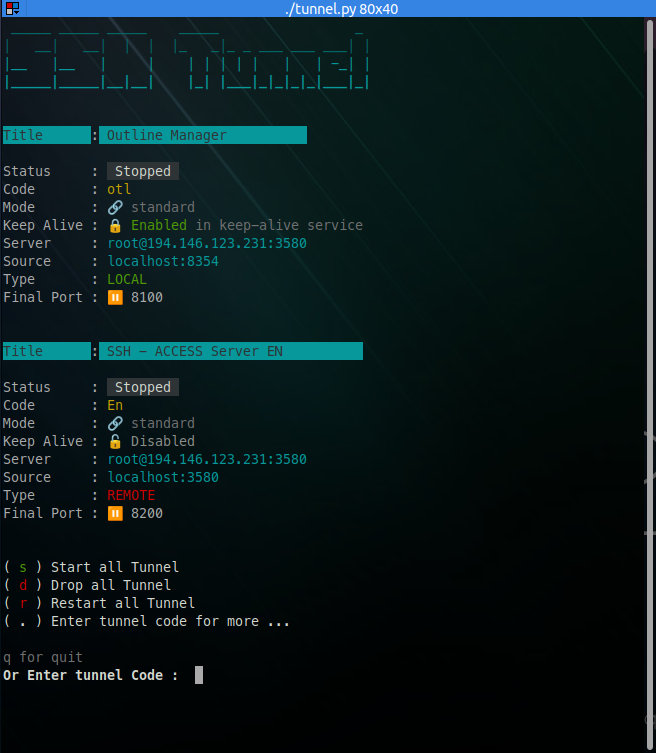 ./tunnel.py 80x40
SSH Tunnel
Title : Outline Manager
Status : Stopped
Code : otl
Mode : 🔗 standard
Keep Alive : 🔒 Enabled in keep-alive service
Server : root@194.146.123.231:3580
Source : localhost:8354
Type : LOCAL
Final Port : ⏸️ 8100
Title : SSH - ACCESS Server EN
Status : Stopped
Code : En
Mode : 🔗 standard
Keep Alive : 🔓 Disabled
Server : root@194.146.123.231:3580
Source : localhost:3580
Type : REMOTE
Final Port : ⏸️ 8200
( s ) Start all Tunnel
( d ) Drop all Tunnel
( r ) Restart all Tunnel
( . ) Enter tunnel code for more ...
q for quit
Or Enter tunnel Code :